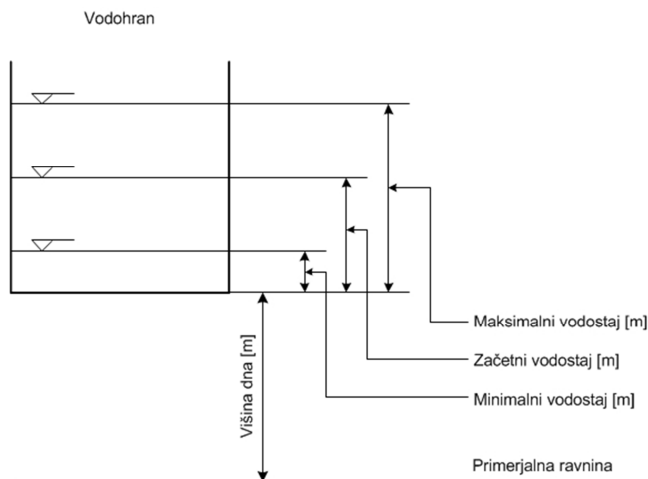 Vodohran
Maksimalni vodostaj [m]
Začetni vodostaj [m]
Minimalni vodostaj [m]
Višina dna [m]
Primerjalna ravnina